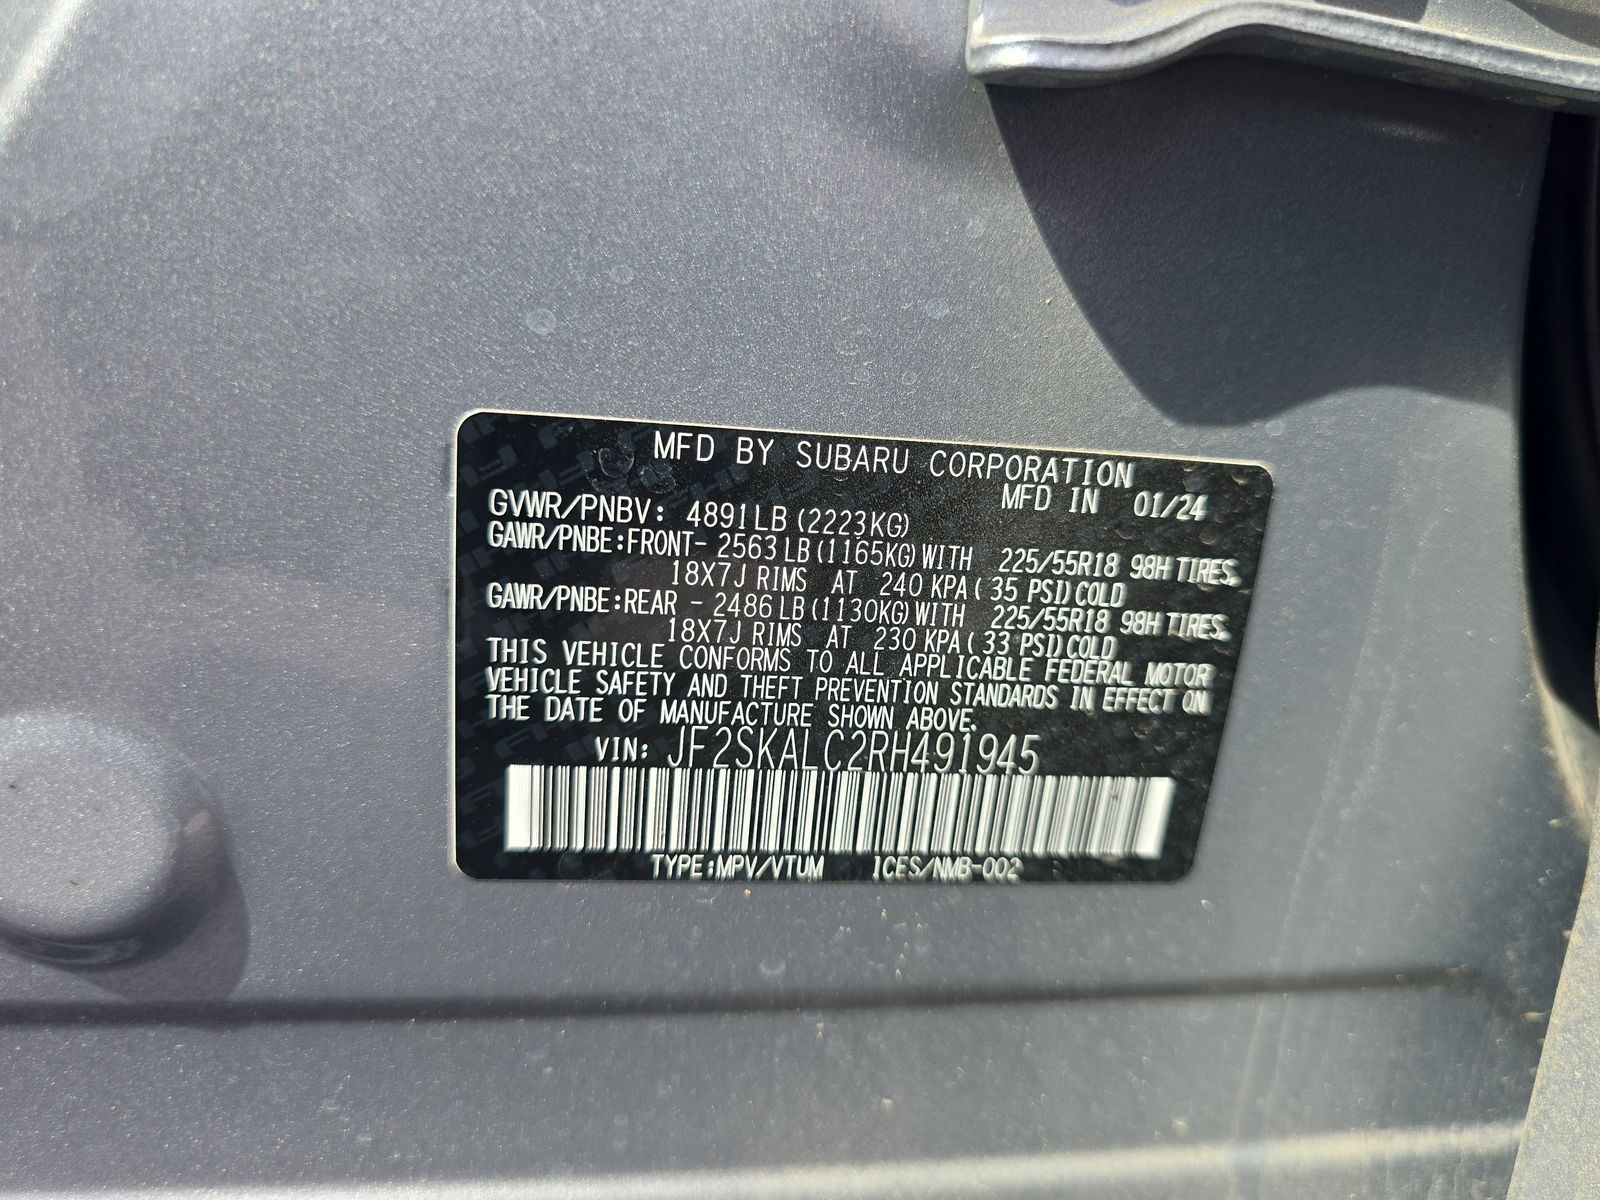 MFD BY SUBARU CORPORATION
MFD IN 01/24
GVWR/PNBV: 4891LB(2223KG)
GAWR/PNBE:FRONT- 2563LB(1165KG)WITH 225/55R18 98H TIRES,
18X7J RIMS AT 240 KPA( 35 PSI)COLD
GAWR/PNBE:REAR - 2486LB(1130KG)WITH 225/55R18 98H TIRES,
18X7J RIMS AT 230 KPA( 33 PSI)COLD
THIS VEHICLE CONFORMS TO ALL APPLICABLE FEDERAL MOTOR
VEHICLE SAFETY AND THEFT PREVENTION STANDARDS IN EFFECT ON
THE DATE OF MANUFACTURE SHOWN ABOVE.
VIN: JF2SKALC2RH491945
TYPE:MPV/VTUM ICES/NMB-002